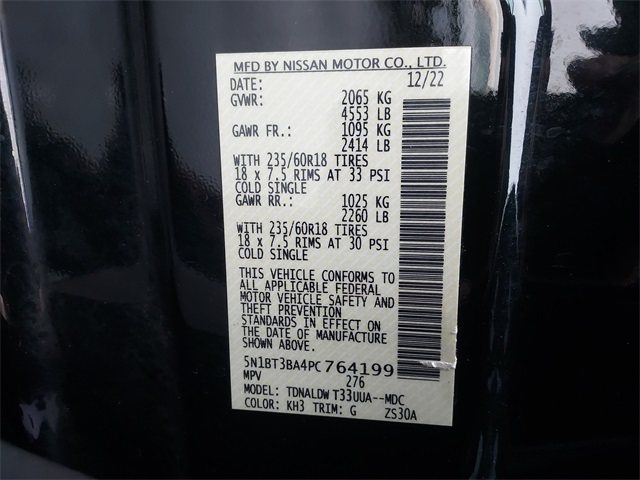 MFD BY NISSAN MOTOR CO., LTD.
DATE: 12/22
GVWR: 2065 KG
4553 LB
GAWR FR.: 1095 KG
2414 LB
WITH 235/60R18 TIRES
18 x 7.5 RIMS AT 33 PSI
COLD SINGLE
GAWR RR.: 1025 KG
2260 LB
WITH 235/60R18 TIRES
18 x 7.5 RIMS AT 30 PSI
COLD SINGLE
THIS VEHICLE CONFORMS TO
ALL APPLICABLE FEDERAL
MOTOR VEHICLE SAFETY AND
THEFT PREVENTION
STANDARDS IN EFFECT ON
THE DATE OF MANUFACTURE
SHOWN ABOVE.
5N1BT3BA4PC764199
MPV 276
MODEL: TDNALDW T33UUA--MDC
COLOR: KH3 TRIM: G ZS30A